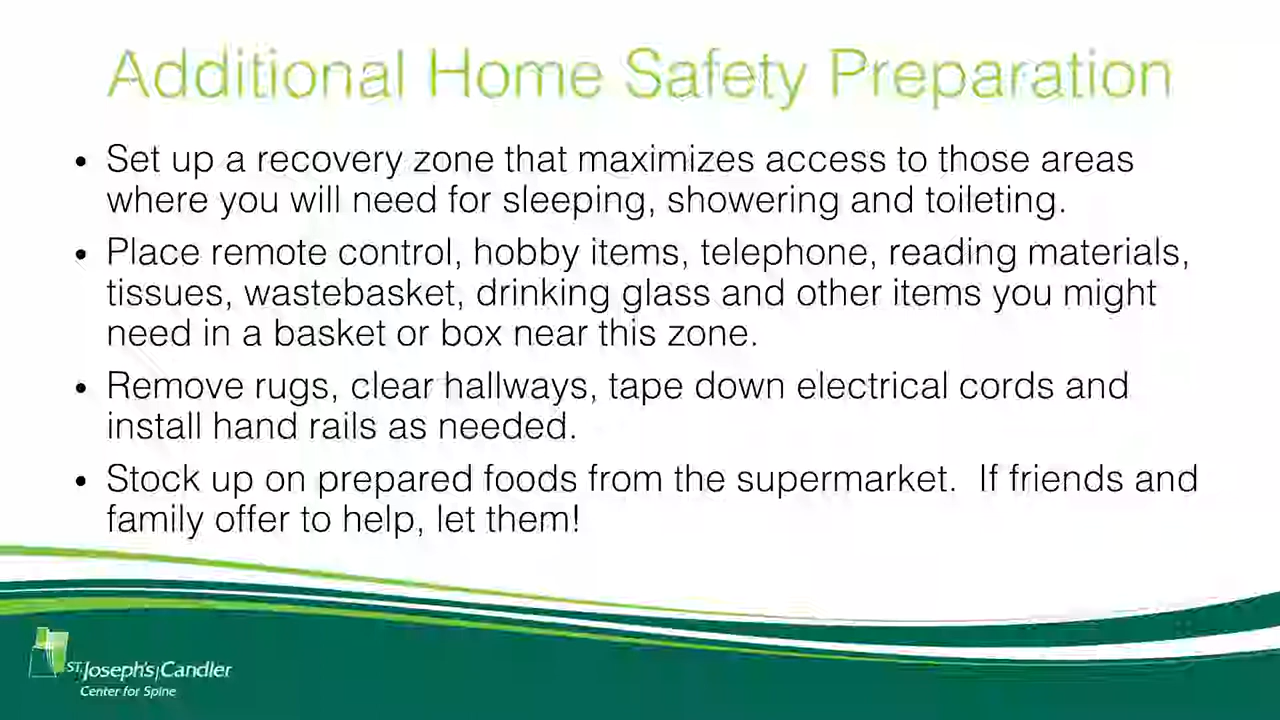 Additional Home Safety Preparation
• Set up a recovery zone that maximizes access to those areas
where you will need for sleeping, showering and toileting.
• Place remote control, hobby items, telephone, reading materials,
tissues, wastebasket, drinking glass and other items you might
need in a basket or box near this zone.
• Remove rugs, clear hallways, tape down electrical cords and
install hand rails as needed.
• Stock up on prepared foods from the supermarket.  If friends and
family offer to help, let them!
ST. Joseph's|Candler
Center for Spine